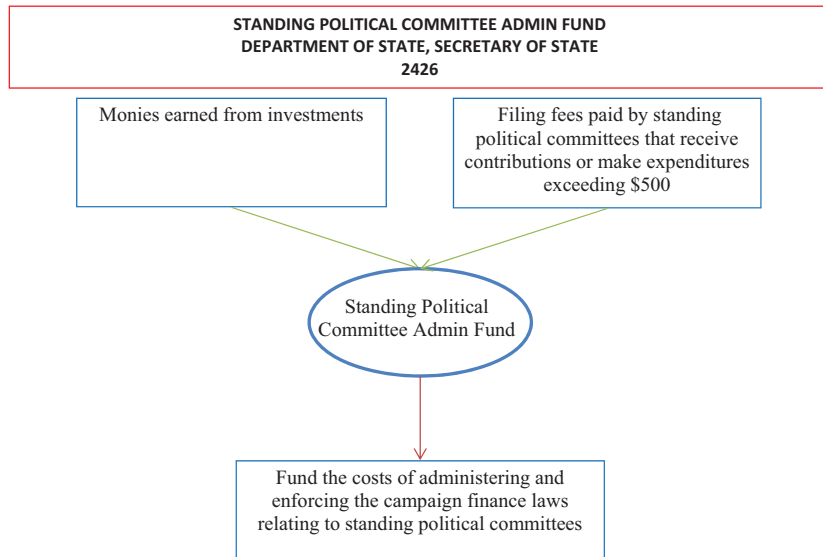 STANDING POLITICAL COMMITTEE ADMIN FUND
DEPARTMENT OF STATE, SECRETARY OF STATE
2426
Monies earned from investments
Filing fees paid by standing
political committees that receive
contributions or make expenditures
exceeding $500
Standing Political
Committee Admin Fund
Fund the costs of administering and
enforcing the campaign finance laws
relating to standing political committees